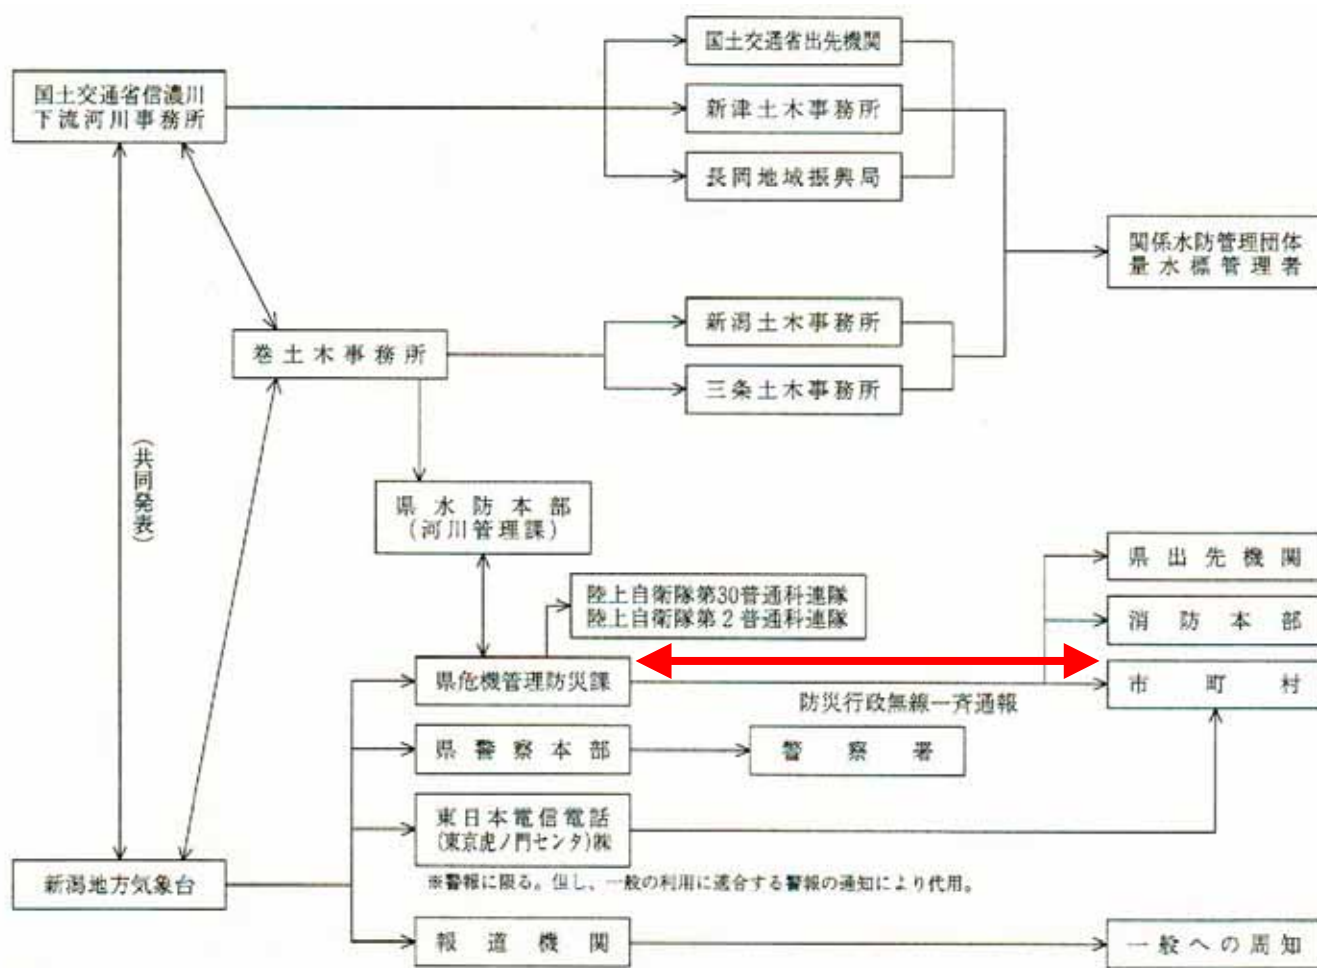 国土交通省出先機関
国土交通省信濃川
下流河川事務所
新津土木事務所
長岡地域振興局
関係水防管理団体
量水標管理者
新潟土木事務所
巻土木事務所
三条土木事務所
(共同発表)
県水防本部
(河川管理課)
県出先機関
陸上自衛隊第30普通科連隊
陸上自衛隊第2普通科連隊
消防本部
県危機管理防災課
市町村
防災行政無線一斉通報
県警察本部
警察署
東日本電信電話
(東京虎ノ門センタ)㈱
新潟地方気象台
※警報に限る。但し、一般の利用に適合する警報の通知により代用。
報道機関
一般への周知